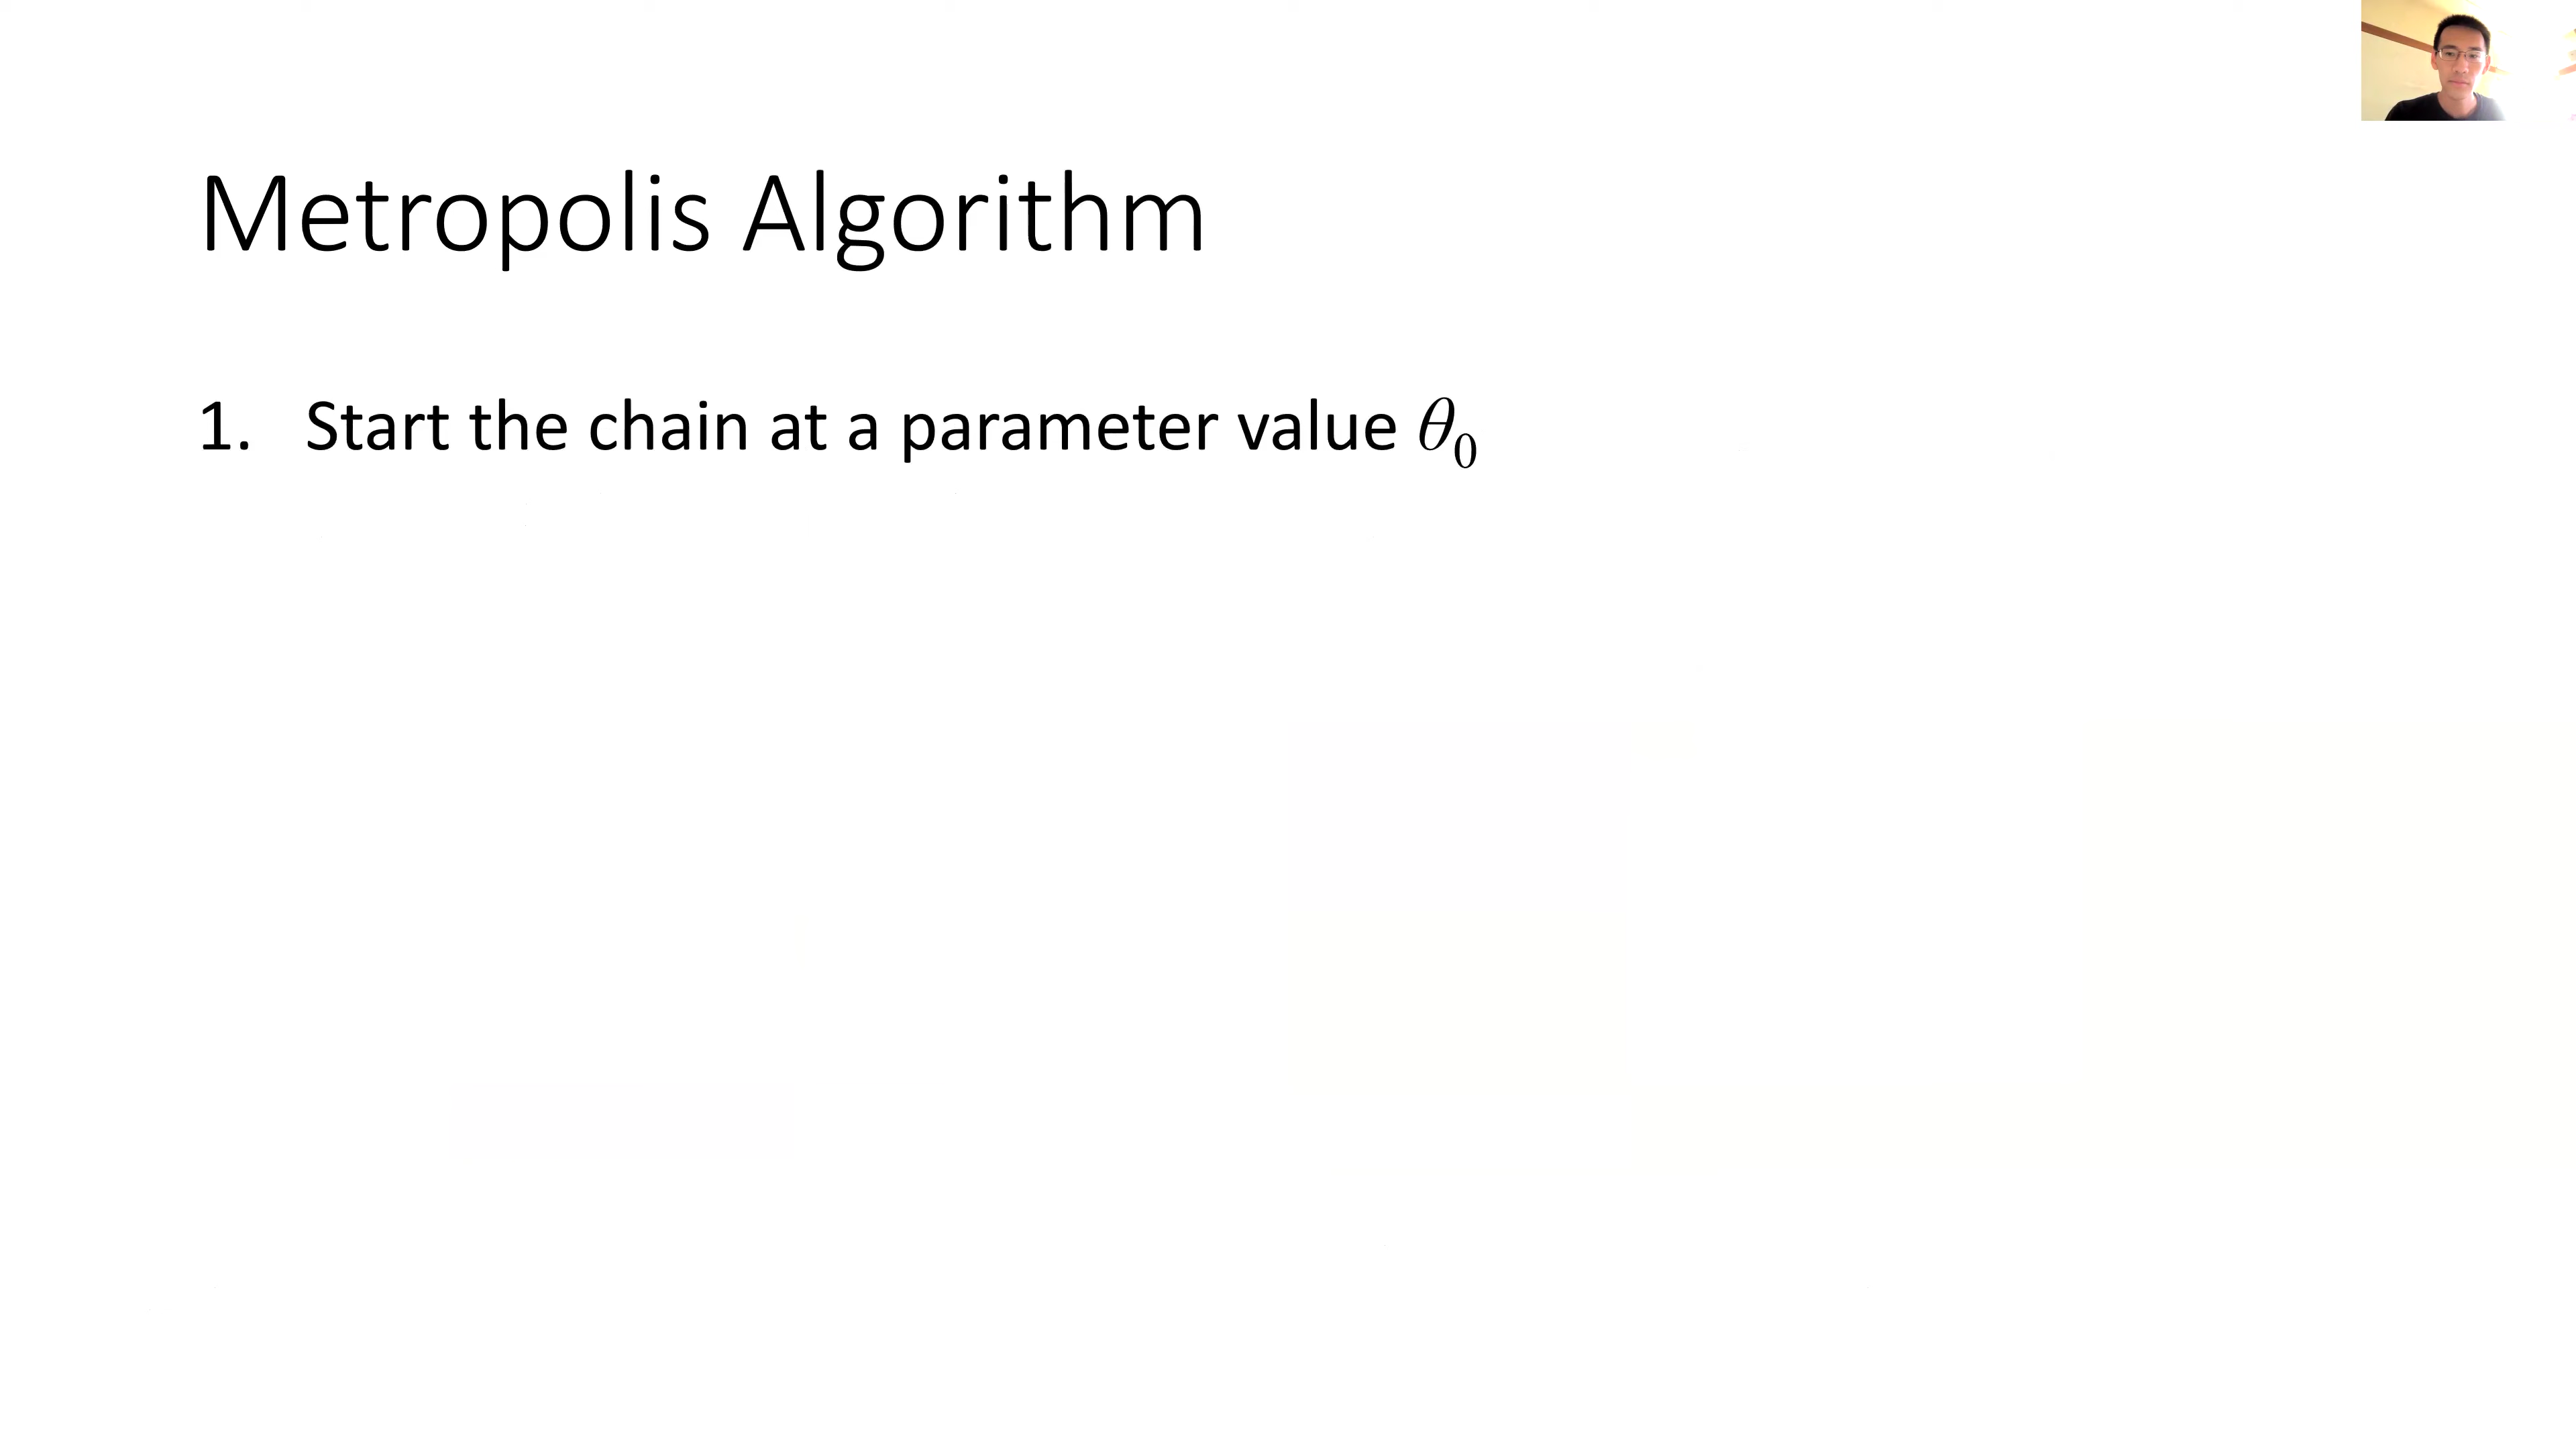 Metropolis Algorithm
1. Start the chain at a parameter value θ₀